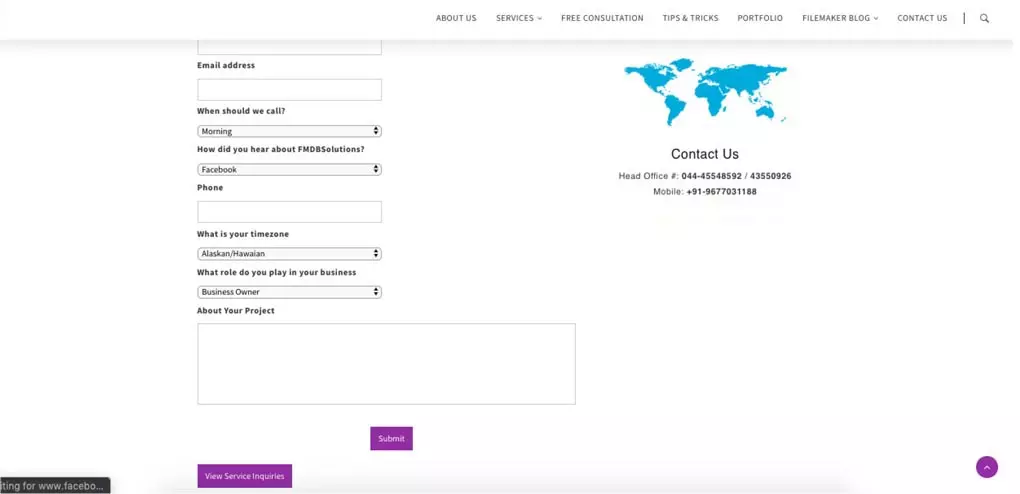 ABOUT US SERVICES FREE CONSULTATION TIPS & TRICKS PORTFOLIO FILEMAKER BLOG CONTACT US
Email address
When should we call?
Morning
How did you hear about FMDBSolutions?
Facebook
Phone
What is your timezone
Alaskan/Hawaian
What role do you play in your business
Business Owner
About Your Project
Submit
View Service Inquiries
Contact Us
Head Office #: 044-45548592 / 43550926
Mobile: +91-9677031188
iting for www.facebo...